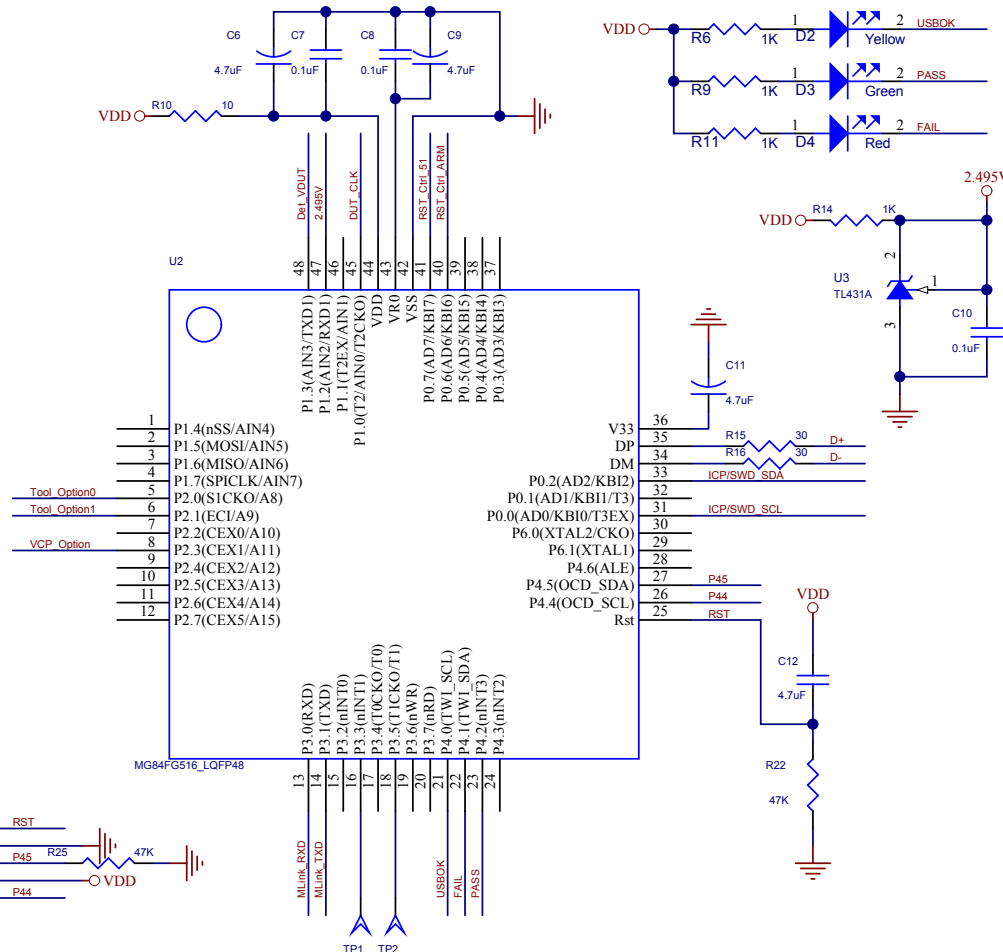 C6
4.7uF
C7
0.1uF
C8
0.1uF
C9
4.7uF
VDD
R10
10
VDD
R6
1K
1
D2
2
Yellow
USBOK
R9
1K
1
D3
2
Green
PASS
R11
1K
1
D4
2
Red
FAIL
Det_VDUT
2.495V
DUT_CLK
RST_Ctrl_51
RST_Ctrl_ARM
2.495V
VDD
R14
1K
2
1
3
U3
TL431A
C10
0.1uF
U2
48
47
46
45
44
43
42
41
40
39
38
37
P1.3(AIN3/TXD1)
P1.2(AIN2/RXD1)
P1.1(T2EX/AIN1)
P1.0(T2/AIN0/T2CKO)
VDD
VR0
VSS
P0.7(AD7/KBI7)
P0.6(AD6/KBI6)
P0.5(AD5/KBI5)
P0.4(AD4/KBI4)
P0.3(AD3/KBI3)
C11
4.7uF
1
P1.4(nSS/AIN4)
2
P1.5(MOSI/AIN5)
3
P1.6(MISO/AIN6)
4
P1.7(SPICLK/AIN7)
Tool_Option0
5
P2.0(S1CKO/A8)
Tool_Option1
6
P2.1(ECI/A9)
7
P2.2(CEX0/A10)
VCP_Option
8
P2.3(CEX1/A11)
9
P2.4(CEX2/A12)
10
P2.5(CEX3/A13)
11
P2.6(CEX4/A14)
12
P2.7(CEX5/A15)
V33
36
DP
35
R15
30
D+
DM
34
R16
30
D-
P0.2(AD2/KBI2)
33
ICP/SWD_SDA
P0.1(AD1/KBI1/T3)
32
P0.0(AD0/KBI0/T3EX)
31
ICP/SWD_SCL
P6.0(XTAL2/CKO)
30
P6.1(XTAL1)
29
P4.6(ALE)
28
P4.5(OCD_SDA)
27
P45
P4.4(OCD_SCL)
26
P44
Rst
25
RST
VDD
C12
4.7uF
R22
47K
P3.0(RXD)
P3.1(TXD)
P3.2(nINT0)
P3.3(nINT1)
P3.4(T0CKO/T0)
P3.5(T1CKO/T1)
P3.6(nWR)
P3.7(nRD)
P4.0(TWI_SCL)
P4.1(TWI_SDA)
P4.2(nINT3)
P4.3(nINT2)
MG84FG516_LQFP48
13
14
15
16
17
18
19
20
21
22
23
24
MLink_RXD
MLink_TXD
USBOK
FAIL
PASS
TP1
TP2
RST
P45
R25
47K
VDD
P44